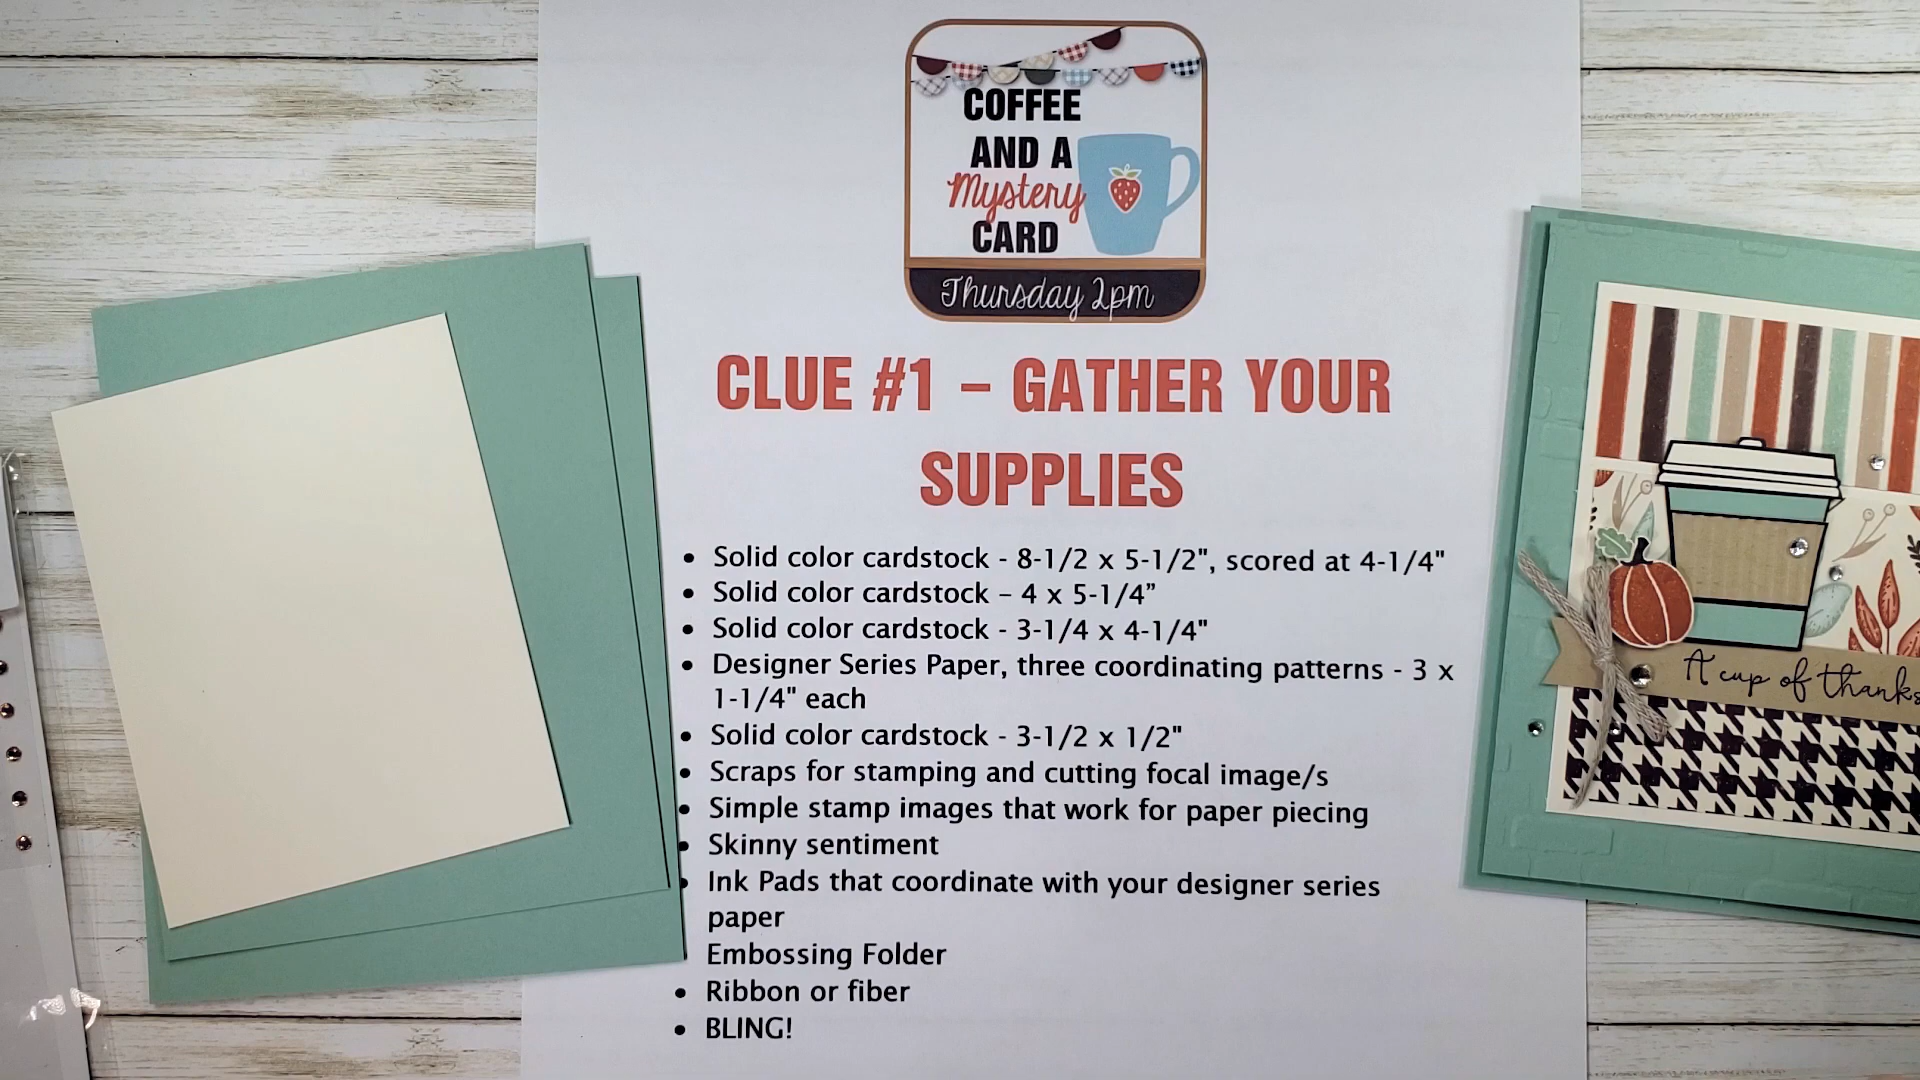 COFFEE
AND A
Mystery
CARD
Thursday 2pm
CLUE #1 – GATHER YOUR
SUPPLIES
• Solid color cardstock - 8-1/2 x 5-1/2", scored at 4-1/4"
• Solid color cardstock – 4 x 5-1/4”
• Solid color cardstock - 3-1/4 x 4-1/4"
• Designer Series Paper, three coordinating patterns - 3 x
1-1/4" each
• Solid color cardstock - 3-1/2 x 1/2"
• Scraps for stamping and cutting focal image/s
• Simple stamp images that work for paper piecing
• Skinny sentiment
• Ink Pads that coordinate with your designer series
paper
Embossing Folder
• Ribbon or fiber
• BLING!
A cup of thanks